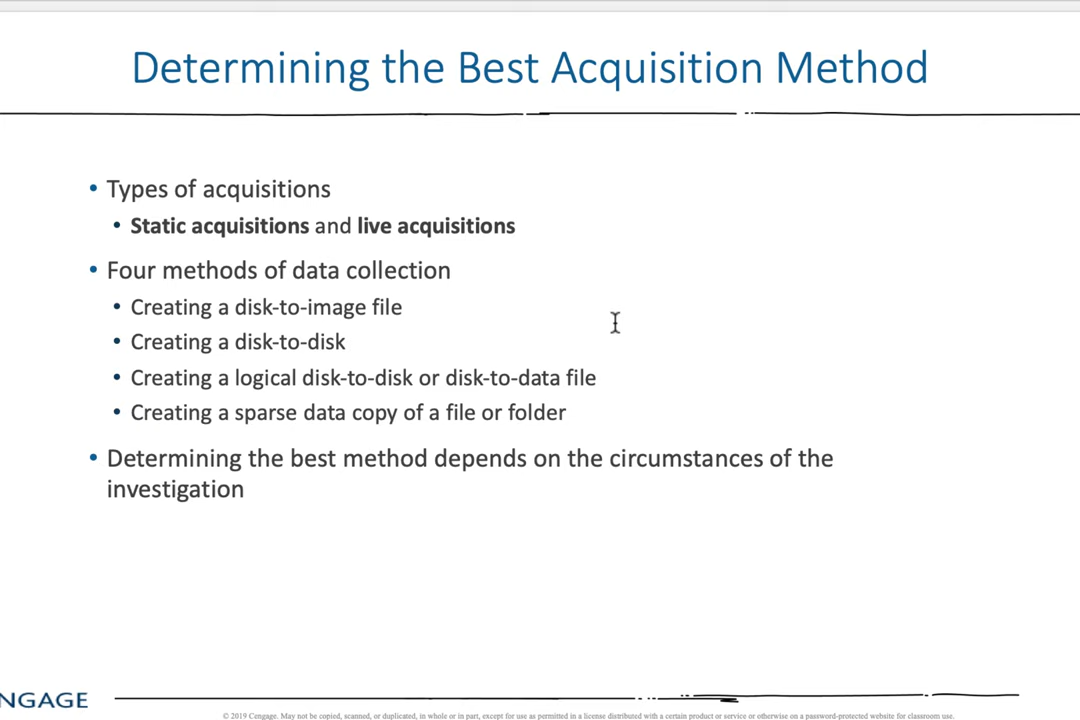 Determining the Best Acquisition Method
• Types of acquisitions
• Static acquisitions and live acquisitions
• Four methods of data collection
• Creating a disk-to-image file
• Creating a disk-to-disk
• Creating a logical disk-to-disk or disk-to-data file
• Creating a sparse data copy of a file or folder
• Determining the best method depends on the circumstances of the
investigation
NGAGE
© 2019 Cengage. May not be copied, scanned, or duplicated, in whole or in part, except for use as permitted in a license distributed with a certain product or service or otherwise on a password-protected website for classroom use.